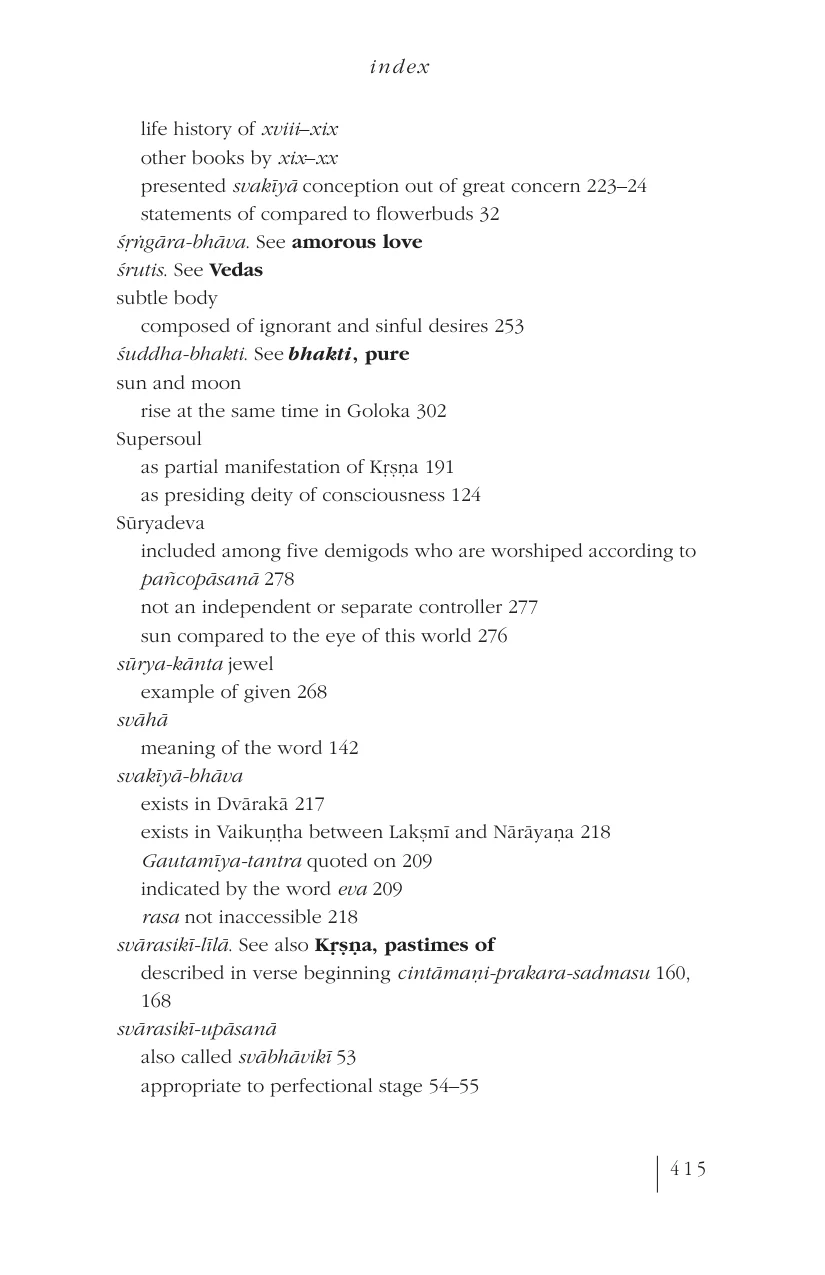 index
life history of xviii–xix
other books by xix–xx
presented svakīyā conception out of great concern 223–24
statements of compared to flowerbuds 32
śṛṅgāra-bhāva. See amorous love
śrutis. See Vedas
subtle body
composed of ignorant and sinful desires 253
śuddha-bhakti. See bhakti, pure
sun and moon
rise at the same time in Goloka 302
Supersoul
as partial manifestation of Kṛṣṇa 191
as presiding deity of consciousness 124
Sūryadeva
included among five demigods who are worshiped according to
pañcopāsanā 278
not an independent or separate controller 277
sun compared to the eye of this world 276
sūrya-kānta jewel
example of given 268
svāhā
meaning of the word 142
svakīyā-bhāva
exists in Dvārakā 217
exists in Vaikuṇṭha between Lakṣmī and Nārāyaṇa 218
Gautamīya-tantra quoted on 209
indicated by the word eva 209
rasa not inaccessible 218
svārasikī-līlā. See also Kṛṣṇa, pastimes of
described in verse beginning cintāmaṇi-prakara-sadmasu 160,
168
svārasikī-upāsanā
also called svābhāvikī 53
appropriate to perfectional stage 54–55
415